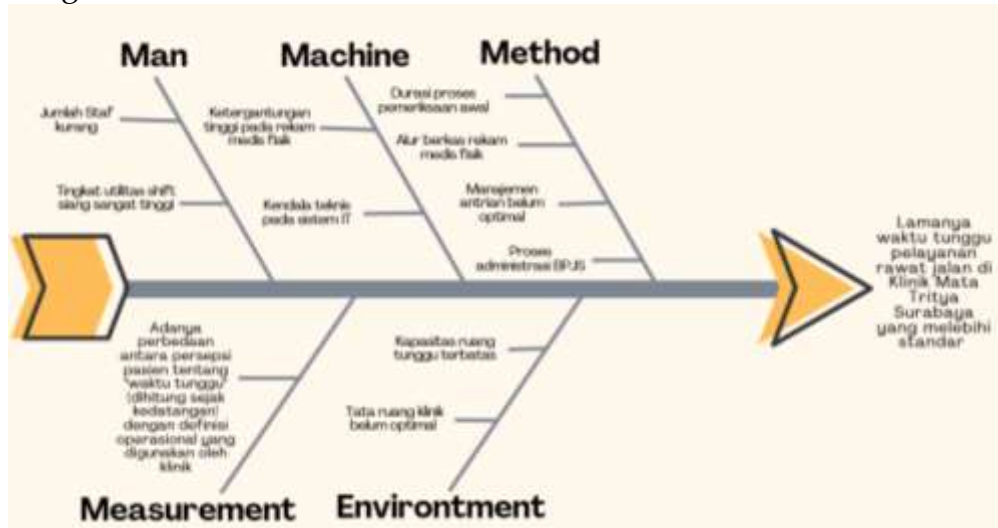 Man
Machine
Method
Jumlah Staf
kurang
Tingkat utilitas shift
siang sangat tinggi
Ketergantungan
tinggi pada rekam
medis fisik
Kendala teknis
pada sistem IT
Durasi proses
pemeriksaan awal
Alur berkas rekam
medis fisik
Manajemen
antrian belum
optimal
Proses
administrasi BPJS
Lamanya
waktu tunggu
pelayanan
rawat jalan di
Klinik Mata
Tritya
Surabaya
yang melebihi
standar
Adanya
perbedaan
antara persepsi
pasien tentang
"waktu tunggu"
(dihitung sejak
kedatangan)
dengan definisi
operasional yang
digunakan oleh
klinik
Kapasitas ruang
tunggu terbatas
Tata ruang klinik
belum optimal
Measurement
Environtment